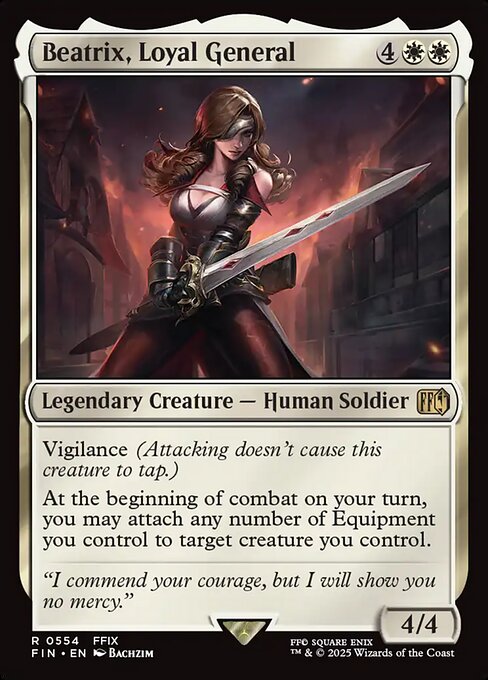 Beatrix, Loyal General 4
Legendary Creature — Human Soldier FF
Vigilance (Attacking doesn't cause this
creature to tap.)
At the beginning of combat on your turn,
you may attach any number of Equipment
you control to target creature you control.
"I commend your courage, but I will show you
no mercy."
4/4
R 0554 FFIX
FIN • EN Bachzim
FF© SQUARE ENIX
™ & © 2025 Wizards of the Coast